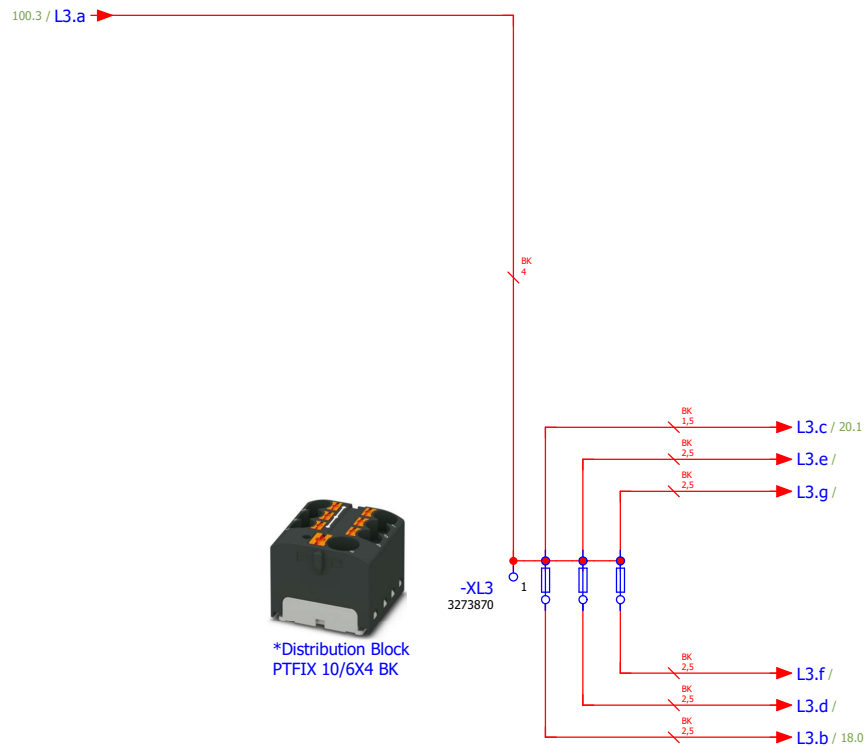 100.3 / L3.a
BK
4
BK
1,5
L3.c / 20.1
BK
2,5
L3.e /
BK
2,5
L3.g /
-XL3
1
3273870
*Distribution Block
PTFIX 10/6X4 BK
BK
2,5
L3.f /
BK
2,5
L3.d /
BK
2,5
L3.b / 18.0